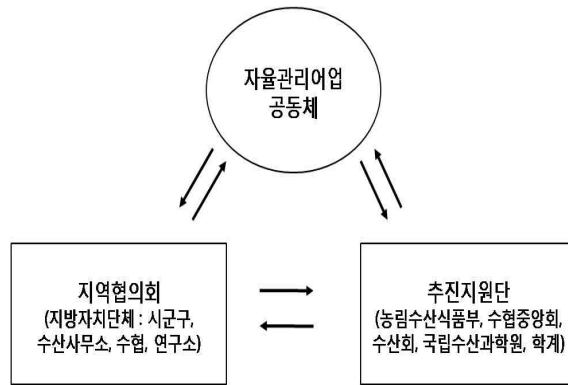 자율관리어업
공동체
지역협의회
(지방자치단체 : 시군구,
수산사무소, 수협, 연구소)
추진지원단
(농림수산식품부, 수협중앙회,
수산회, 국립수산과학원, 학계)